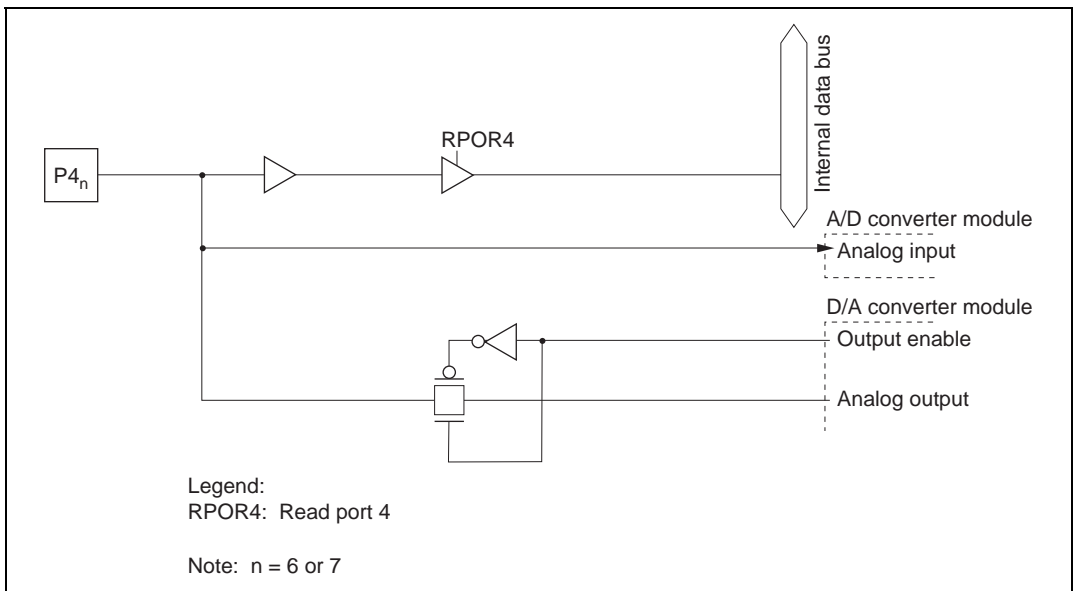 RPOR4
Internal data bus
P4n
A/D converter module
Analog input
D/A converter module
Output enable
Analog output
Legend:
RPOR4: Read port 4
Note: n = 6 or 7